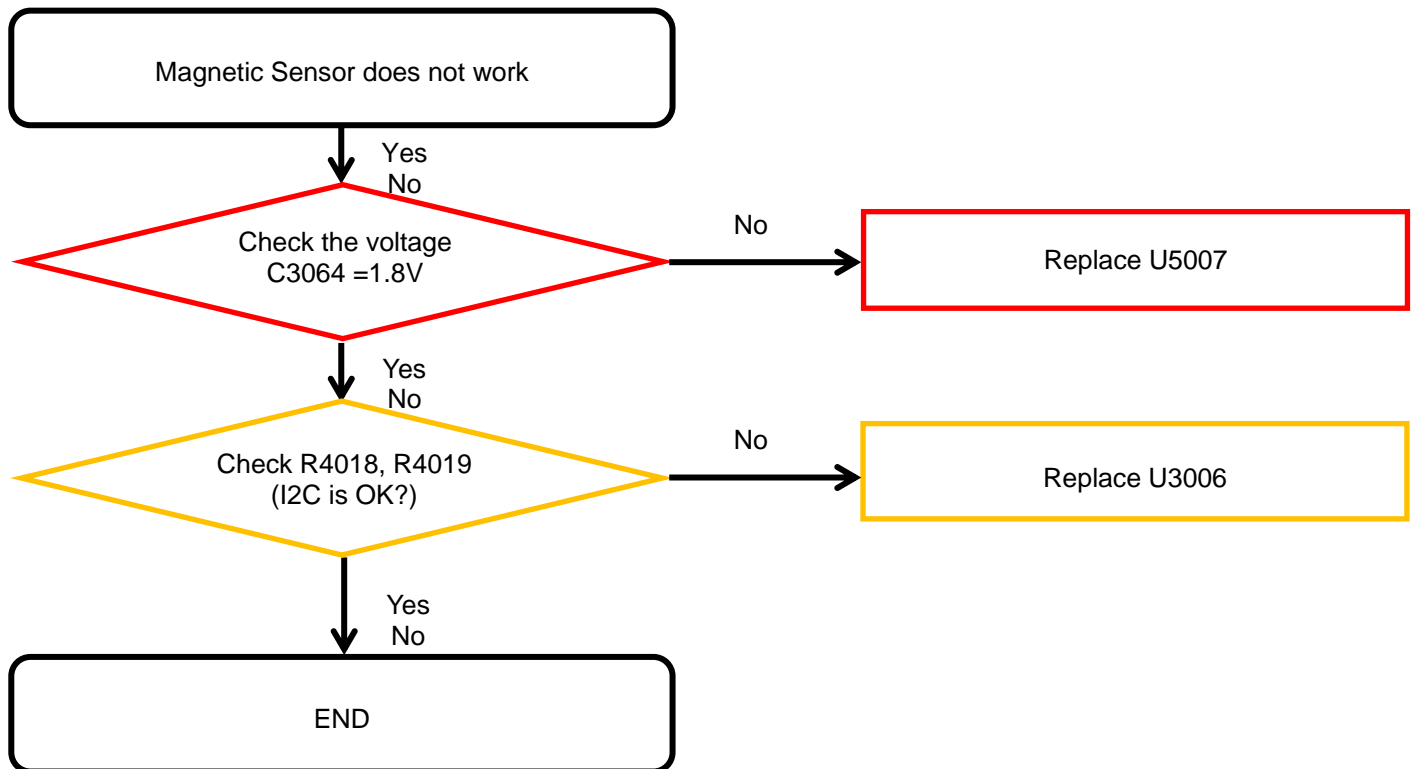 Magnetic Sensor does not work
Yes
No
Check the voltage
C3064 =1.8V
No
Replace U5007
Yes
No
Check R4018, R4019
(I2C is OK?)
No
Replace U3006
Yes
No
END